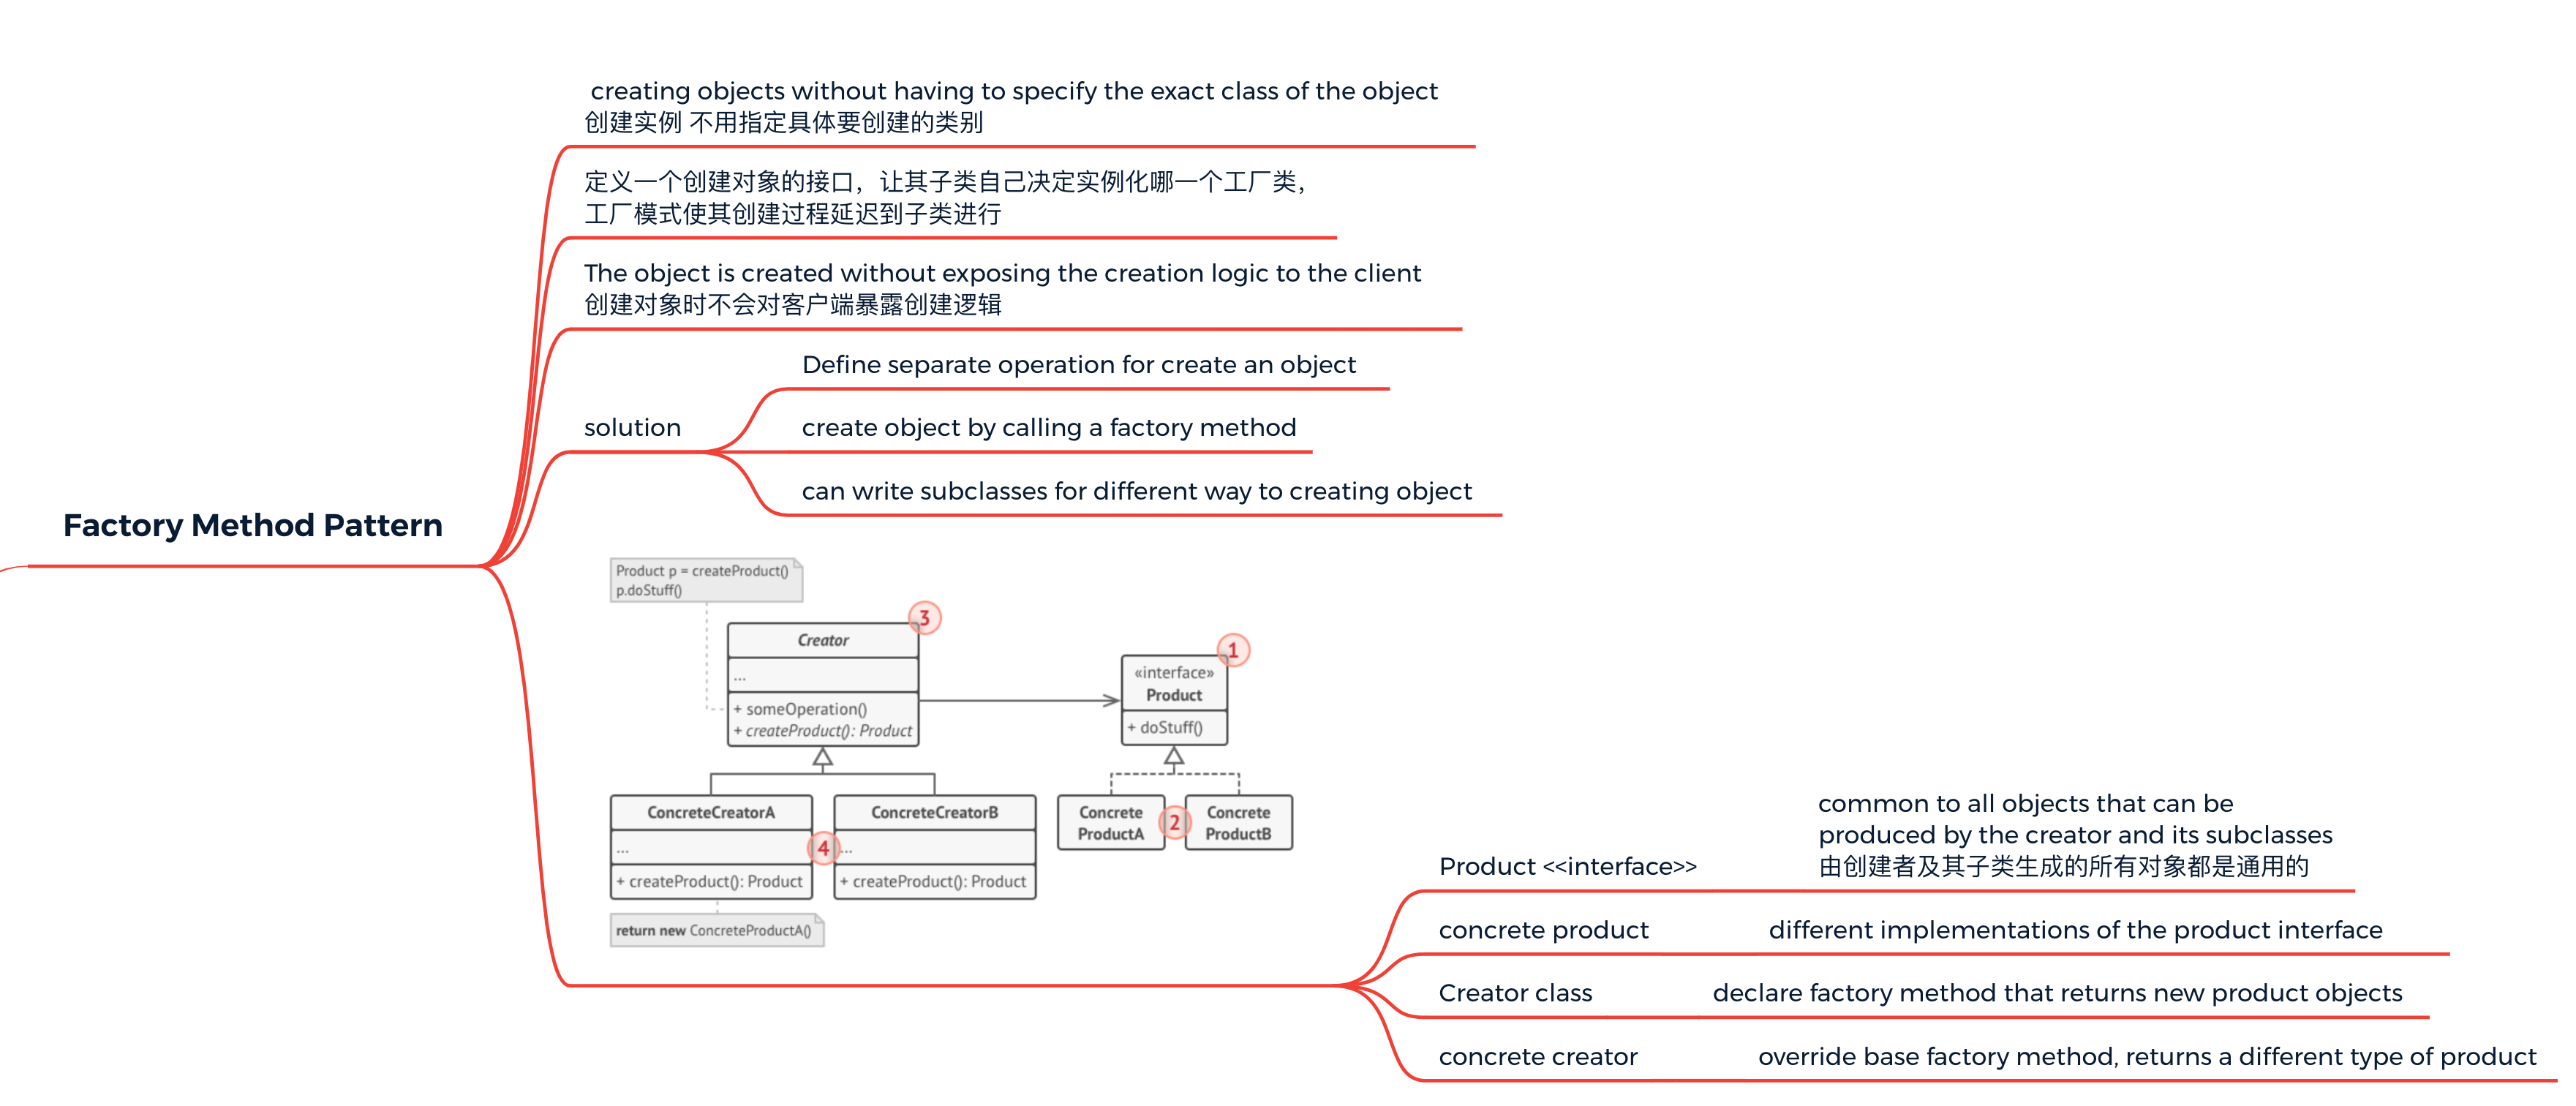 creating objects without having to specify the exact class of the object
创建实例 不用指定具体要创建的类别
定义一个创建对象的接口，让其子类自己决定实例化哪一个工厂类，
工厂模式使其创建过程延迟到子类进行
The object is created without exposing the creation logic to the client
创建对象时不会对客户端暴露创建逻辑
solution
Define separate operation for create an object
create object by calling a factory method
can write subclasses for different way to creating object
Factory Method Pattern
Product p = createProduct()
p.doStuff()
3
Creator
...
+ someOperation()
+ createProduct(): Product
1
«interface»
Product
+ doStuff()
ConcreteCreatorA
...
+ createProduct(): Product
return new ConcreteProductA()
4
ConcreteCreatorB
...
+ createProduct(): Product
Concrete
ProductA
2
Concrete
ProductB
Product <<interface>>
common to all objects that can be
produced by the creator and its subclasses
由创建者及其子类生成的所有对象都是通用的
concrete product
different implementations of the product interface
Creator class
declare factory method that returns new product objects
concrete creator
override base factory method, returns a different type of product